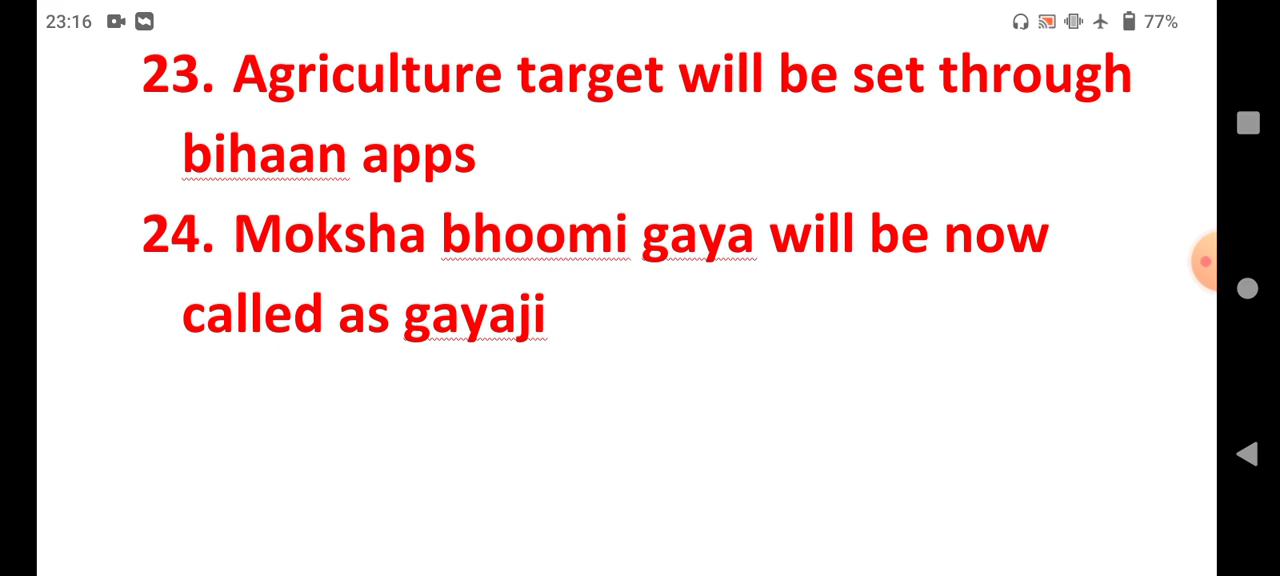 23:16 77%
23. Agriculture target will be set through
bihaan apps
24. Moksha bhoomi gaya will be now
called as gayaji